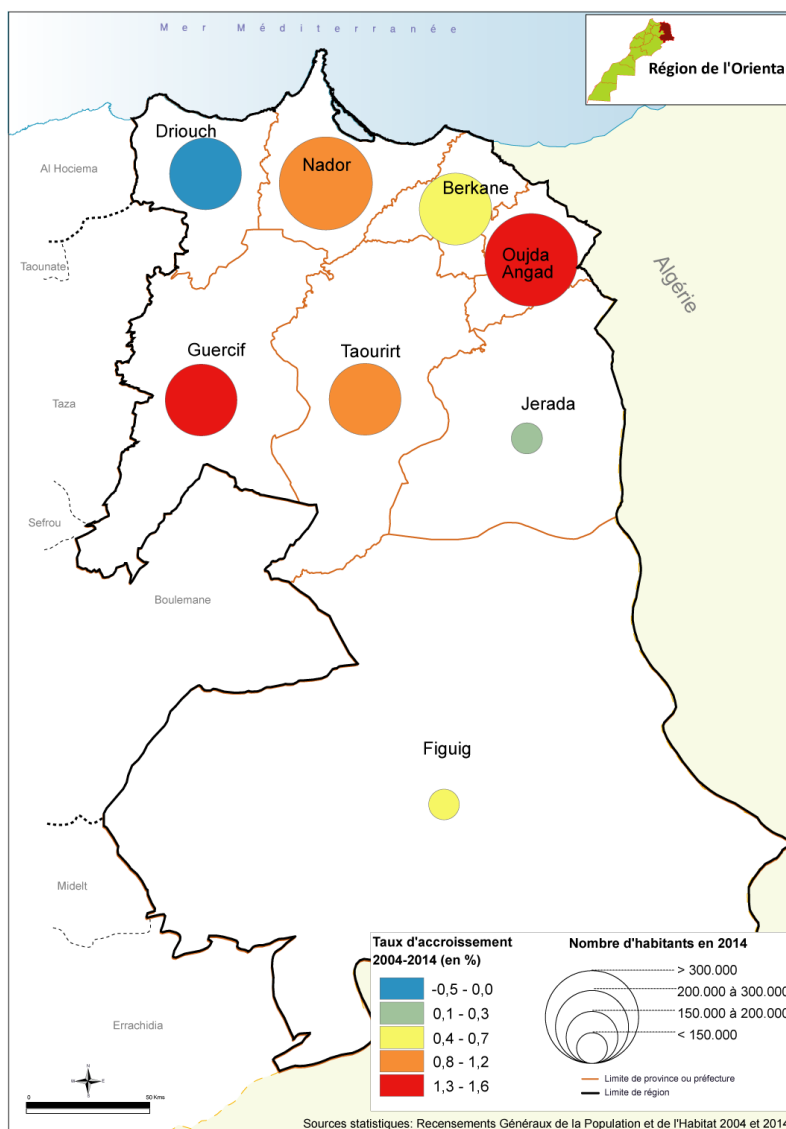 Mer Méditerranée
Région de l'Orienta
Driouch
Nador
Berkane
Al Hociema
Oujda
Angad
Taounate
Algérie
Guercif
Taourirt
Taza
Jerada
Sefrou
Boulemane
Figuig
Midelt
Errachidia
Taux d'accroissement
2004-2014 (en %)
-0,5 - 0,0
0,1 - 0,3
0,4 - 0,7
0,8 - 1,2
1,3 - 1,6
Nombre d'habitants en 2014
> 300.000
200.000 à 300.000
150.000 à 200.000
< 150.000
Limite de province ou préfecture
Limite de région
N
W
E
S
0
50 Kms
Sources statistiques: Recensements Généraux de la Population et de l'Habitat 2004 et 2014